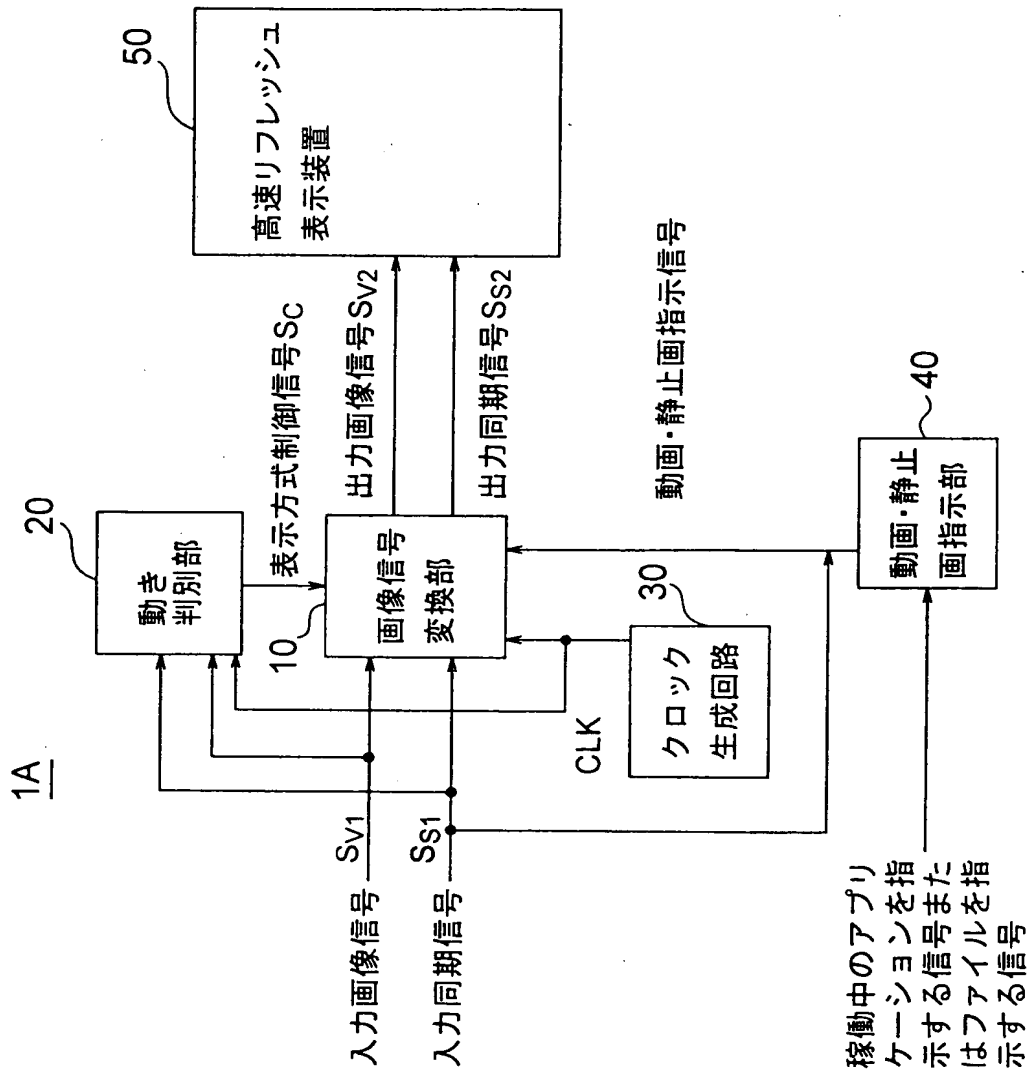 1A
20
動き
判別部
表示方式制御信号SC
入力画像信号
SV1
入力同期信号
SS1
10
画像信号
変換部
出力画像信号SV2
出力同期信号SS2
50
高速リフレッシュ
表示装置
CLK
30
クロック
生成回路
動画・静止画指示信号
40
動画・静止
画指示部
稼働中のアプリ
ケーションを指
示する信号また
はファイルを指
示する信号